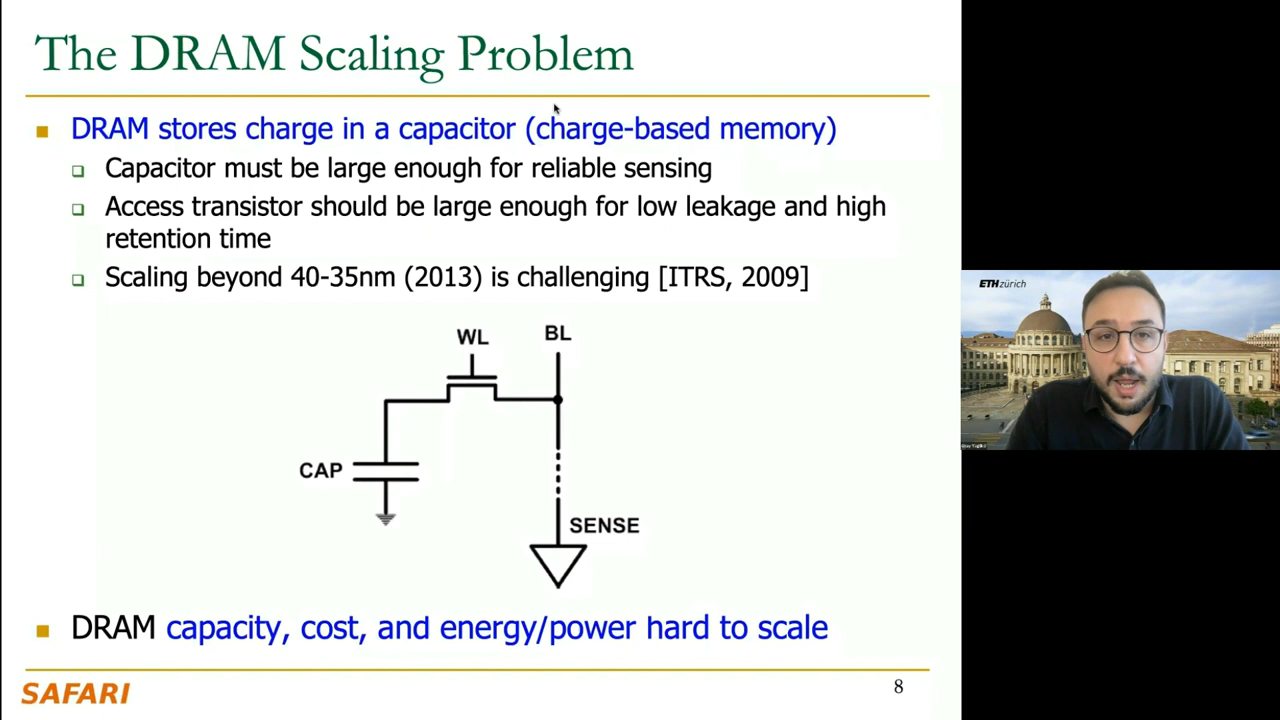 The DRAM Scaling Problem
DRAM stores charge in a capacitor (charge-based memory)
Capacitor must be large enough for reliable sensing
Access transistor should be large enough for low leakage and high
retention time
Scaling beyond 40-35nm (2013) is challenging [ITRS, 2009]
WL
BL
CAP
SENSE
DRAM capacity, cost, and energy/power hard to scale
SAFARI
8
ETH zürich